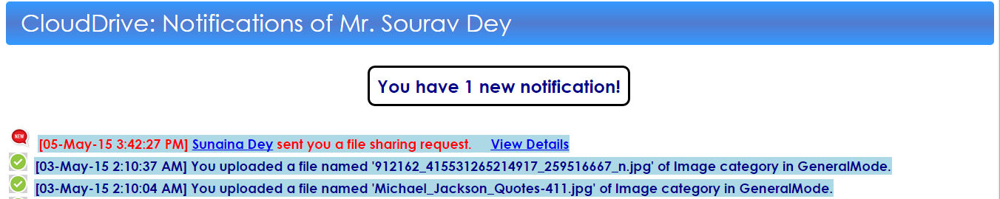 CloudDrive: Notifications of Mr. Sourav Dey
You have 1 new notification!
NEW
[05-May-15 3:42:27 PM] Sunaina Dey sent you a file sharing request. View Details
[03-May-15 2:10:37 AM] You uploaded a file named '912162_415531265214917_259516667_n.jpg' of Image category in GeneralMode.
[03-May-15 2:10:04 AM] You uploaded a file named 'Michael_Jackson_Quotes-411.jpg' of Image category in GeneralMode.